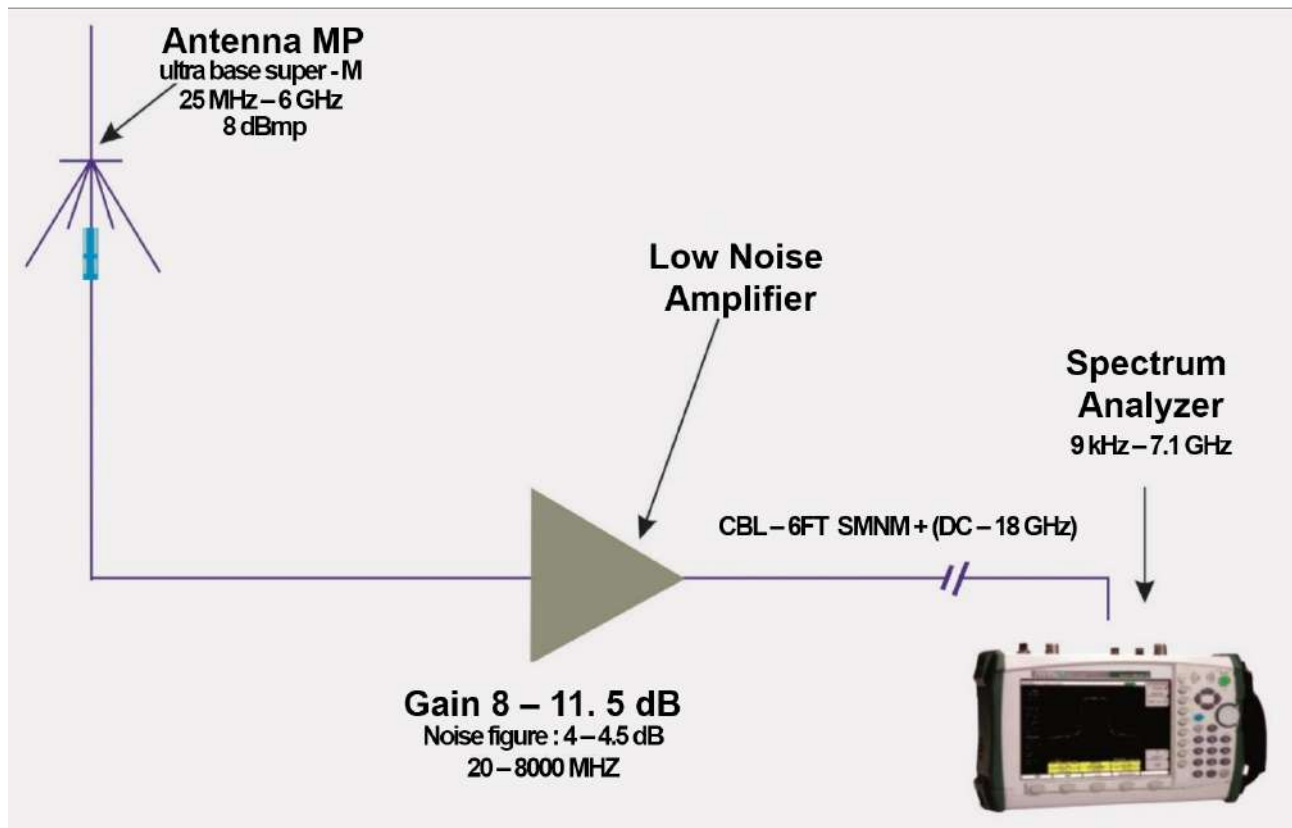 Antenna MP
ultra base super - M
25 MHz – 6 GHz
8 dBmp
Low Noise
Amplifier
Spectrum
Analyzer
9 kHz – 7.1 GHz
CBL – 6FT SMNM + (DC – 18 GHz)
Gain 8 – 11. 5 dB
Noise figure : 4 – 4.5 dB
20 – 8000 MHZ